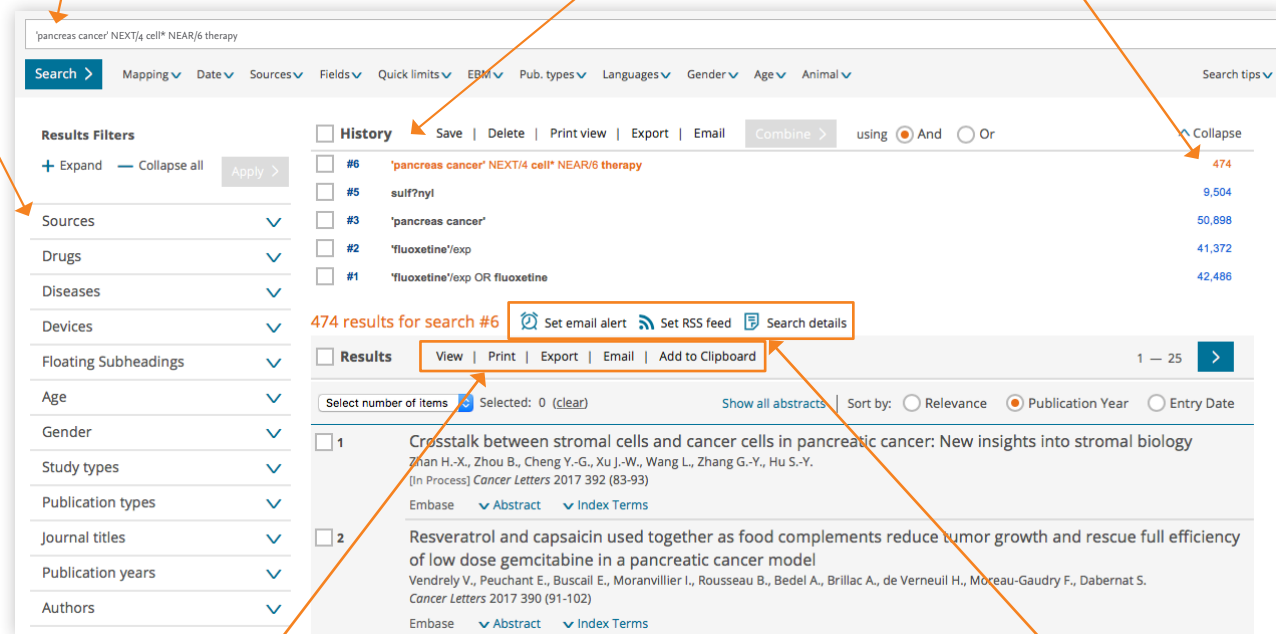 'pancreas cancer' NEXT/4 cell* NEAR/6 therapy
Search > Mapping Date Sources Fields Quick limits EBM Pub. types Languages Gender Age Animal Search tips
Results Filters
+ Expand — Collapse all Apply >
Sources
Drugs
Diseases
Devices
Floating Subheadings
Age
Gender
Study types
Publication types
Journal titles
Publication years
Authors
History Save | Delete | Print view | Export | Email Combine > using And Or Collapse
#6 'pancreas cancer' NEXT/4 cell* NEAR/6 therapy 474
#5 sulf?nyl 9,504
#3 'pancreas cancer' 50,898
#2 'fluoxetine'/exp 41,372
#1 'fluoxetine'/exp OR fluoxetine 42,486
474 results for search #6 Set email alert Set RSS feed Search details
Results View | Print | Export | Email | Add to Clipboard 1 — 25 >
Select number of items Selected: 0 (clear) Show all abstracts | Sort by: Relevance Publication Year Entry Date
1 Crosstalk between stromal cells and cancer cells in pancreatic cancer: New insights into stromal biology
Zhan H.-X., Zhou B., Cheng Y.-G., Xu J.-W., Wang L., Zhang G.-Y., Hu S.-Y.
[In Process] Cancer Letters 2017 392 (83-93)
Embase Abstract Index Terms
2 Resveratrol and capsaicin used together as food complements reduce tumor growth and rescue full efficiency
of low dose gemcitabine in a pancreatic cancer model
Vendrely V., Peuchant E., Buscail E., Moranvillier I., Rousseau B., Bedel A., Brillac A., de Verneuil H., Moreau-Gaudry F., Dabernat S.
Cancer Letters 2017 390 (91-102)
Embase Abstract Index Terms